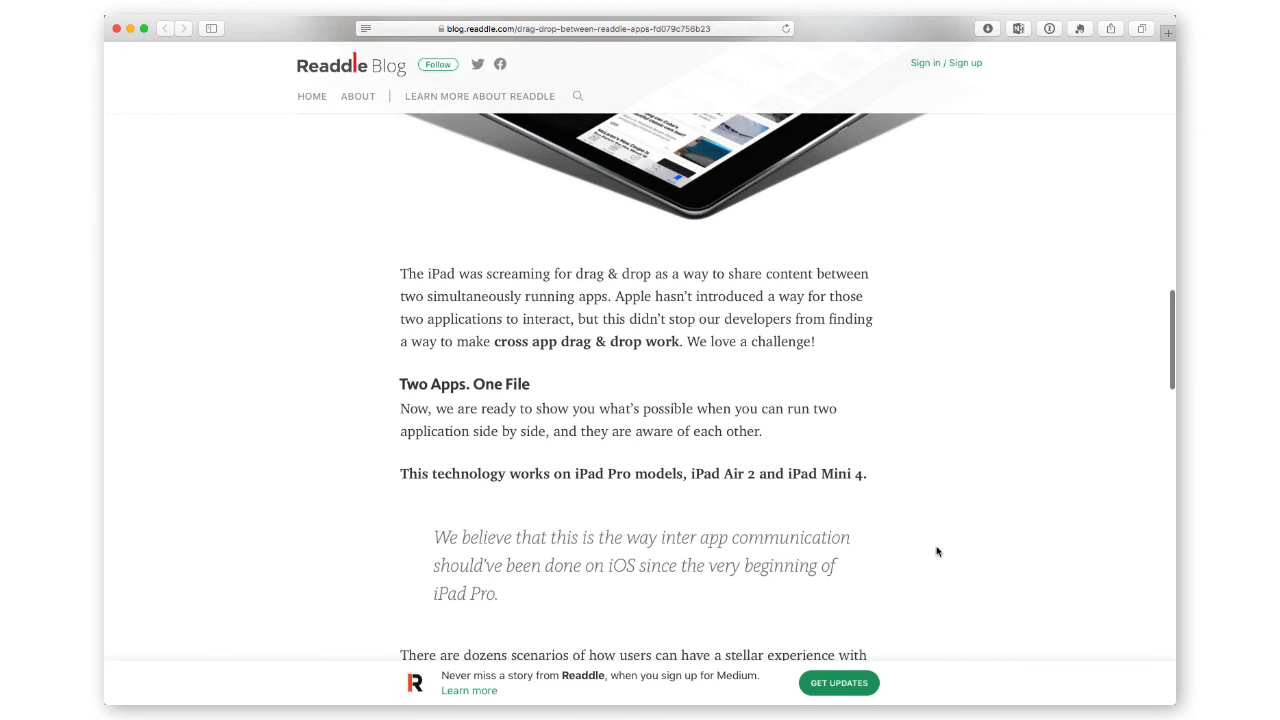 blog.readdle.com/drag-drop-between-readdle-apps-fd079c756b23
Readdle Blog
Follow
Sign in / Sign up
HOME ABOUT | LEARN MORE ABOUT READDLE
The iPad was screaming for drag & drop as a way to share content between
two simultaneously running apps. Apple hasn’t introduced a way for those
two applications to interact, but this didn’t stop our developers from finding
a way to make cross app drag & drop work. We love a challenge!
Two Apps. One File
Now, we are ready to show you what’s possible when you can run two
application side by side, and they are aware of each other.
This technology works on iPad Pro models, iPad Air 2 and iPad Mini 4.
We believe that this is the way inter app communication
should’ve been done on iOS since the very beginning of
iPad Pro.
There are dozens scenarios of how users can have a stellar experience with
Never miss a story from Readdle, when you sign up for Medium.
Learn more
GET UPDATES